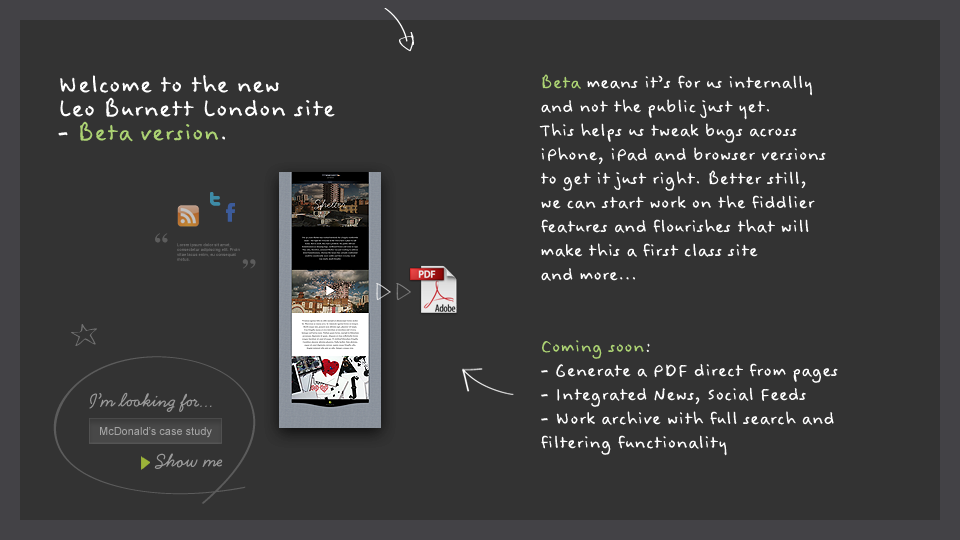 Welcome to the new
Leo Burnett London site
- Beta version.
Lorem ipsum dolor sit amet,
Shelter
PDF
Adobe
I'm looking for...
McDonald's case study
Show me
Beta means it's for us internally
and not the public just yet.
This helps us tweak bugs across
iPhone, iPad and browser versions
to get it just right. Better still,
we can start work on the fiddlier
features and flourishes that will
make this a first class site
and more...
Coming soon:
- Generate a PDF direct from pages
- Integrated News, Social Feeds
- Work archive with full search and
filtering functionality